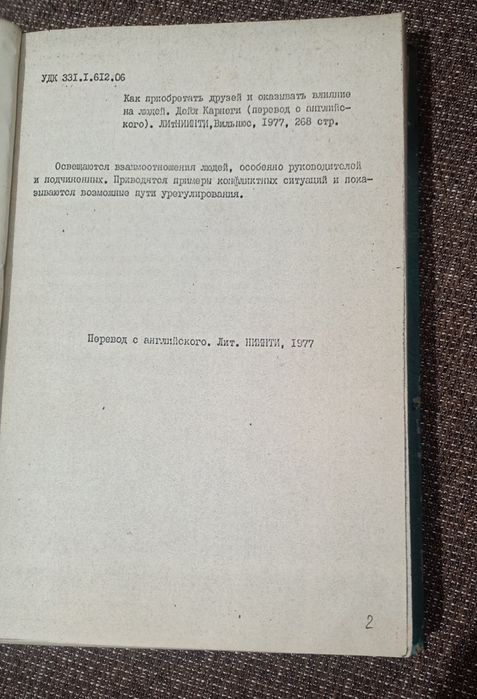 УДК 331.1.612.06
Как приобретать друзей и оказывать влияние
на людей. Дейл Карнеги (перевод с английс-
кого). ЛитНИИНТИ, Вильнюс, 1977, 268 стр.
Освещаются взаимоотношения людей, особенно руководителей
и подчиненных. Приводятся примеры конфликтных ситуаций и пока-
зываются возможные пути урегулирования.
Перевод с английского. Лит. НИИНТИ, 1977
2